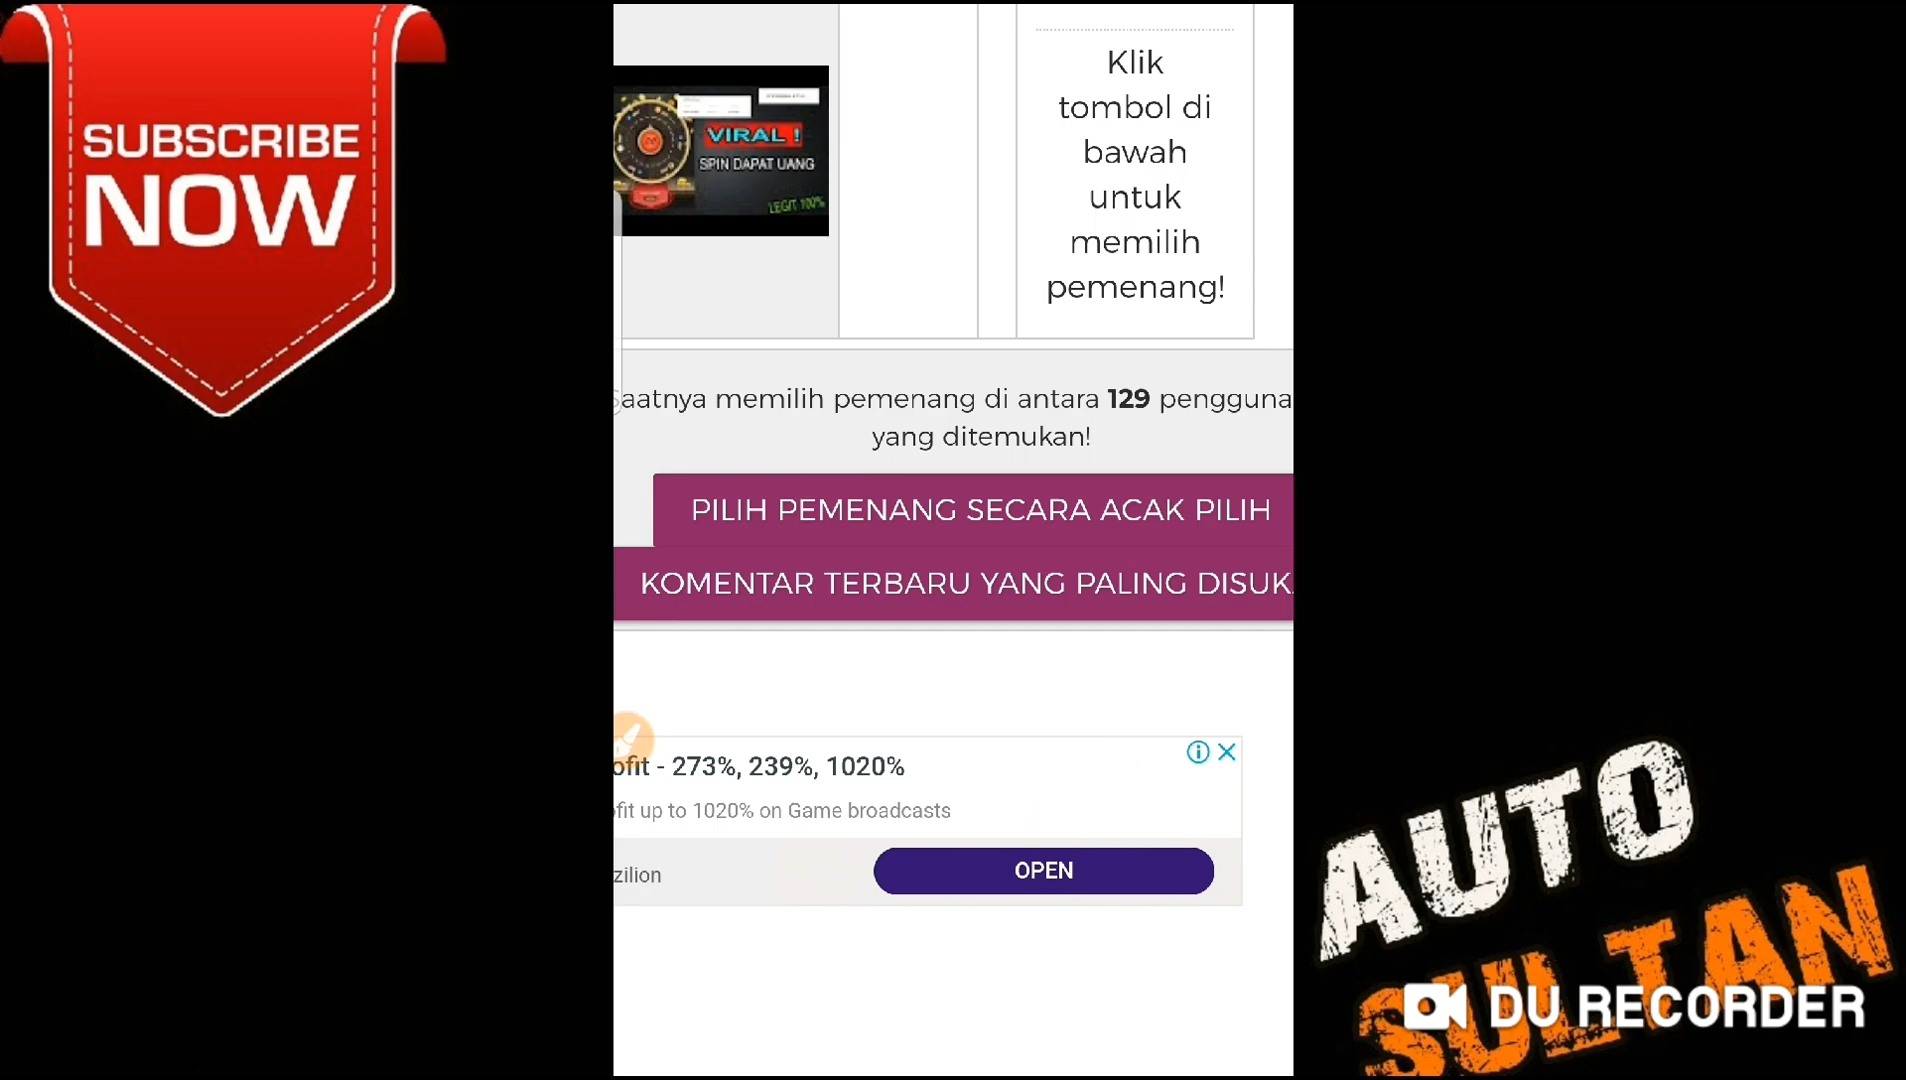 SUBSCRIBE
NOW
VIRAL !
SPIN DAPAT UANG
LEGIT 100%
Klik
tombol di
bawah
untuk
memilih
pemenang!
Saatnya memilih pemenang di antara 129 pengguna
yang ditemukan!
PILIH PEMENANG SECARA ACAK PILIH
KOMENTAR TERBARU YANG PALING DISUK
ofit - 273%, 239%, 1020%
ofit up to 1020% on Game broadcasts
zilion
OPEN
AUTO
SULTAN
DU RECORDER